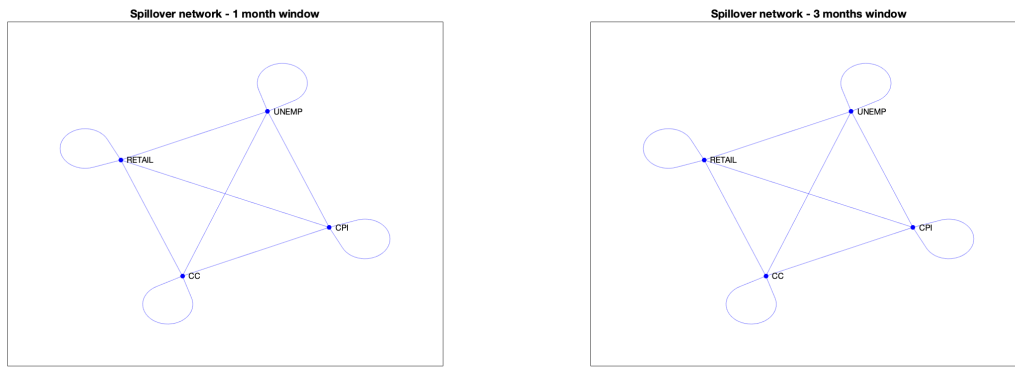 Spillover network - 1 month window
UNEMP
RETAIL
CPI
CC
Spillover network - 3 months window
UNEMP
RETAIL
CPI
CC